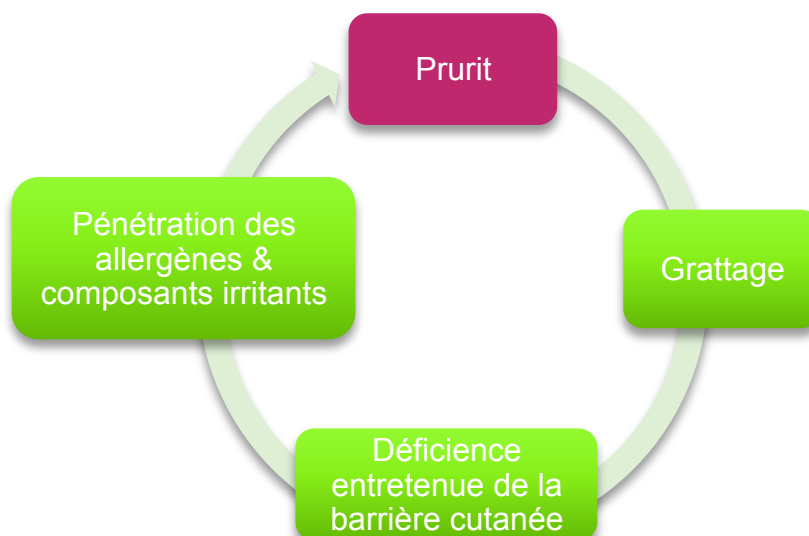 Prurit
Grattage
Déficience
entretenue de la
barrière cutanée
Pénétration des
allergènes &
composants irritants